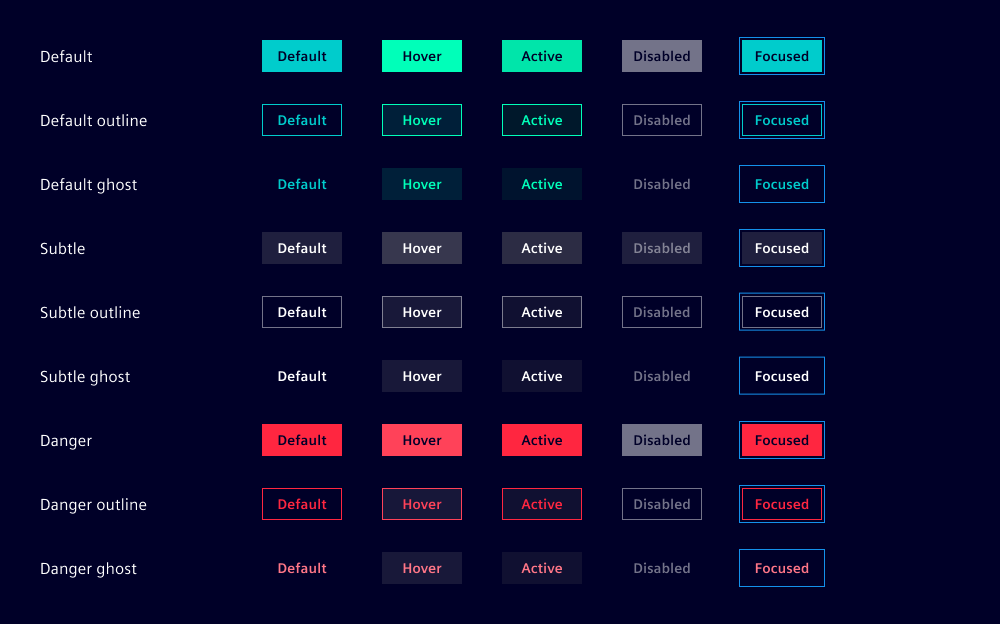 Default Default Hover Active Disabled Focused
Default outline Default Hover Active Disabled Focused
Default ghost Default Hover Active Disabled Focused
Subtle Default Hover Active Disabled Focused
Subtle outline Default Hover Active Disabled Focused
Subtle ghost Default Hover Active Disabled Focused
Danger Default Hover Active Disabled Focused
Danger outline Default Hover Active Disabled Focused
Danger ghost Default Hover Active Disabled Focused